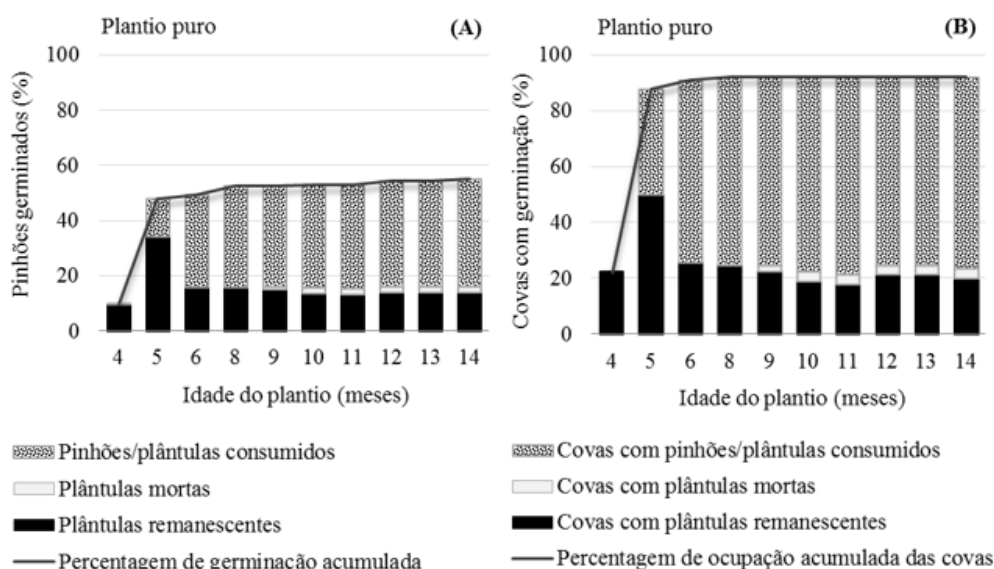 Plantio puro (A)
Pinhões germinados (%)
100
80
60
40
20
0
4 5 6 8 9 10 11 12 13 14
Idade do plantio (meses)
Pinhões/plântulas consumidos
Plântulas mortas
Plântulas remanescentes
Percentagem de germinação acumulada
Plantio puro (B)
Covas com germinação (%)
100
80
60
40
20
0
4 5 6 8 9 10 11 12 13 14
Idade do plantio (meses)
Covas com pinhões/plântulas consumidos
Covas com plântulas mortas
Covas com plântulas remanescentes
Percentagem de ocupação acumulada das covas